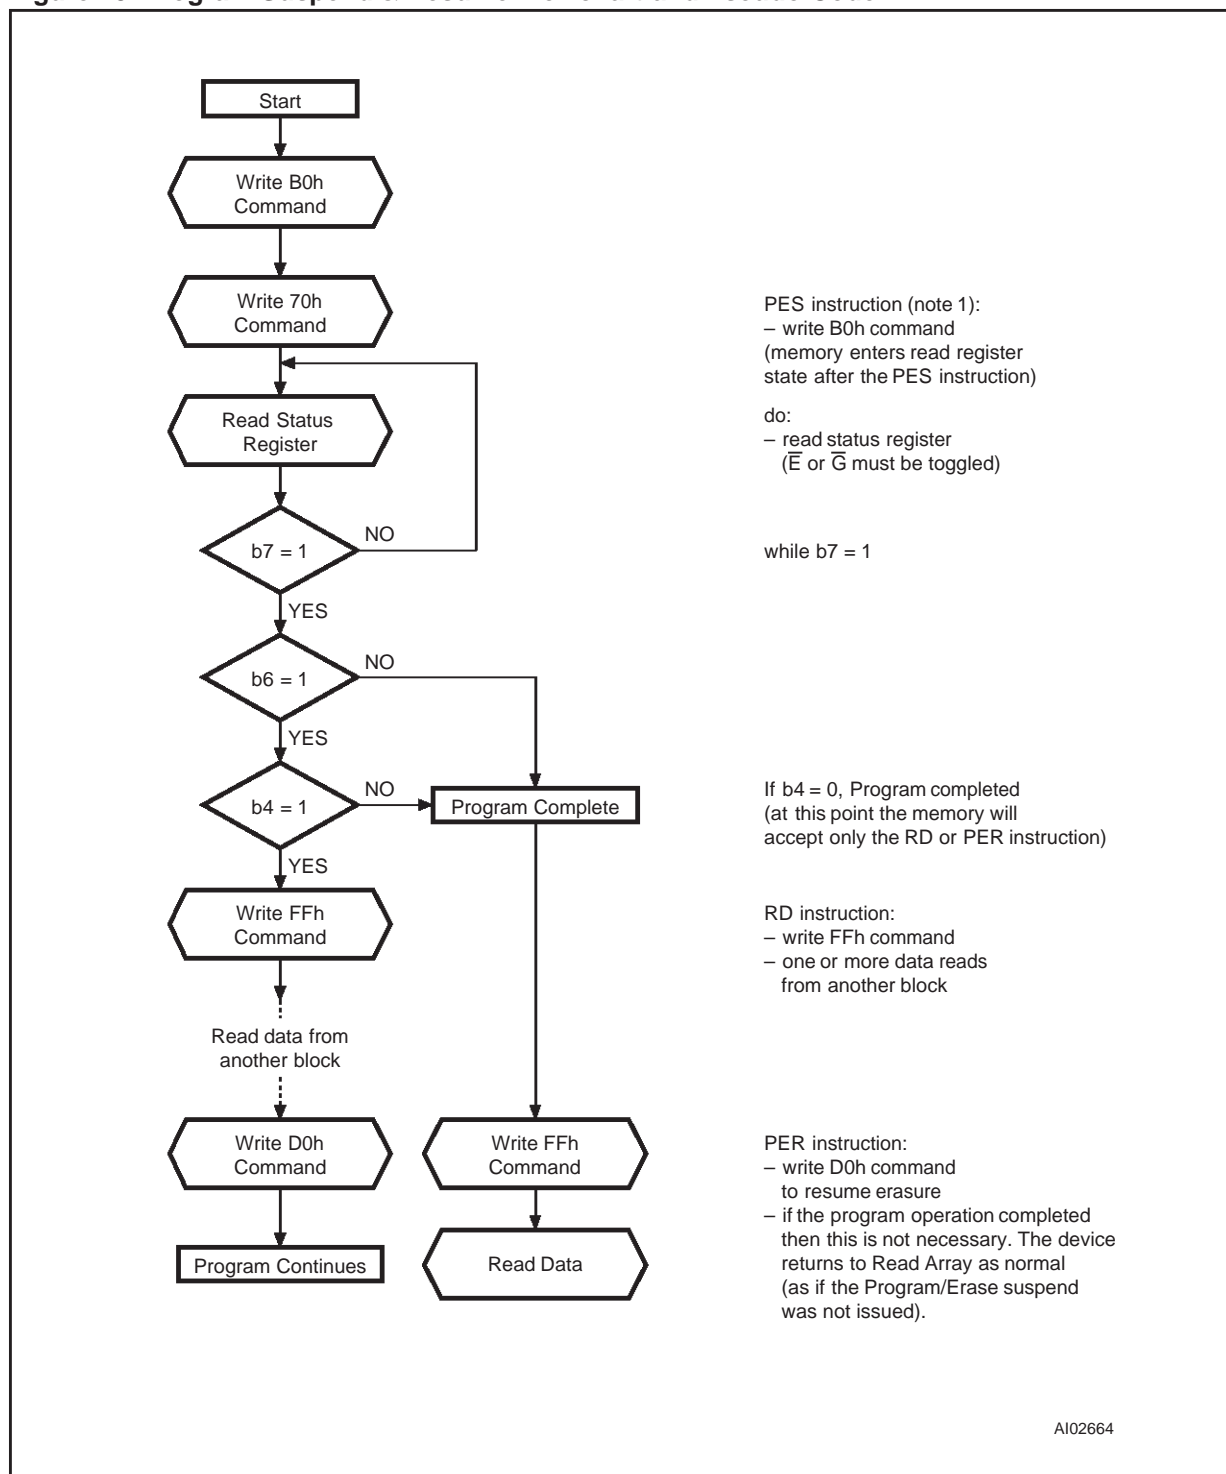 Start
Write B0h
Command
Write 70h
Command
Read Status
Register
b7 = 1
NO
YES
b6 = 1
NO
YES
b4 = 1
NO
Program Complete
YES
Write FFh
Command
Read data from
another block
Write D0h
Command
Program Continues
Write FFh
Command
Read Data
PES instruction (note 1):
– write B0h command
(memory enters read register
state after the PES instruction)
do:
– read status register
(E̅ or G̅ must be toggled)
while b7 = 1
If b4 = 0, Program completed
(at this point the memory will
accept only the RD or PER instruction)
RD instruction:
– write FFh command
– one or more data reads
from another block
PER instruction:
– write D0h command
to resume erasure
– if the program operation completed
then this is not necessary. The device
returns to Read Array as normal
(as if the Program/Erase suspend
was not issued).
AI02664